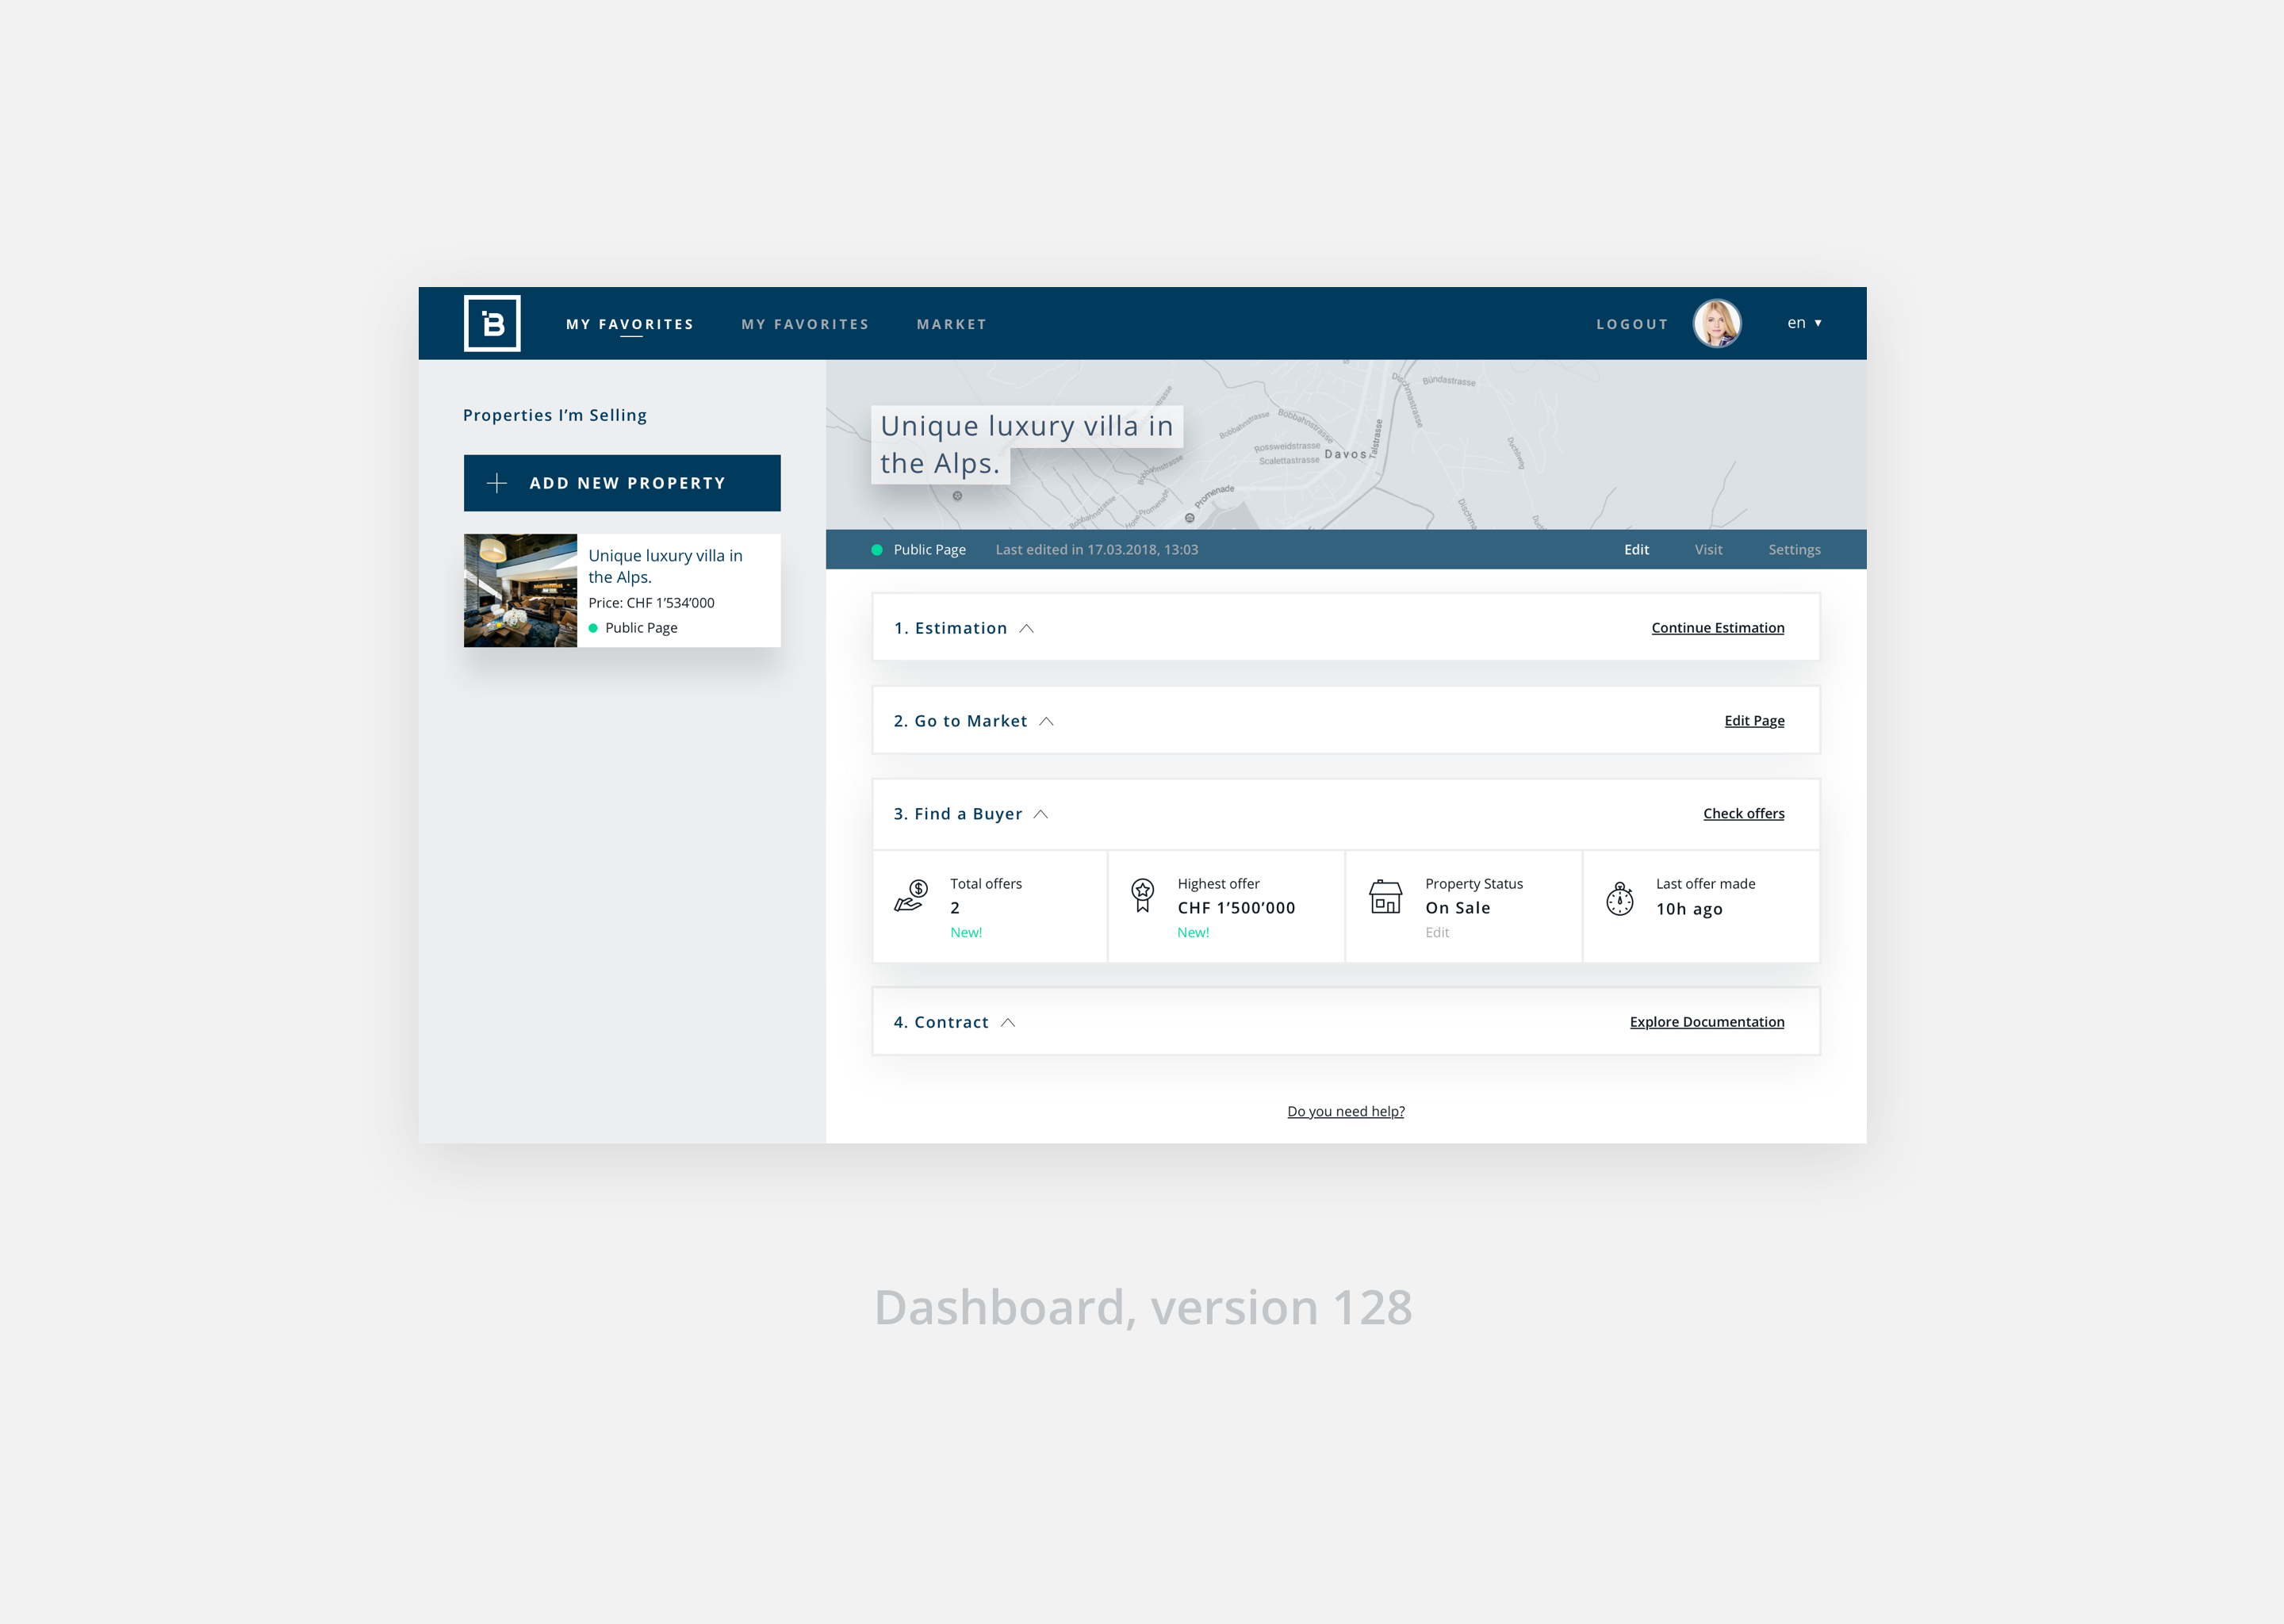 B
MY FAVORITES
MY FAVORITES
MARKET
LOGOUT
en
Properties I’m Selling
ADD NEW PROPERTY
Unique luxury villa in
the Alps.
Price: CHF 1’534’000
Public Page
Unique luxury villa in
the Alps.
Bündastrasse
Dischmastrasse
Bobbahnstrasse
Bobbahnstrasse
Rossweidstrasse
Scalettastrasse
Davos
Talstrasse
Promenade
Bobbahnstrasse
Public Page
Last edited in 17.03.2018, 13:03
Edit
Visit
Settings
1. Estimation
Continue Estimation
2. Go to Market
Edit Page
3. Find a Buyer
Check offers
Total offers
2
New!
Highest offer
CHF 1’500’000
New!
Property Status
On Sale
Edit
Last offer made
10h ago
4. Contract
Explore Documentation
Do you need help?
Dashboard, version 128